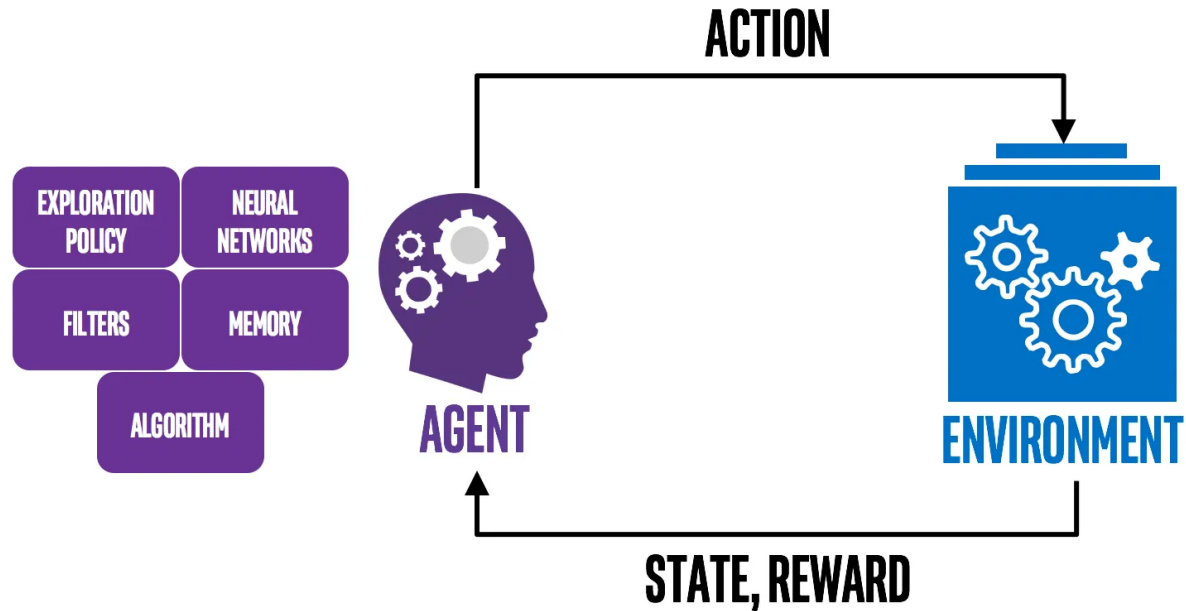 ACTION
EXPLORATION
POLICY
NEURAL
NETWORKS
FILTERS
MEMORY
ALGORITHM
AGENT
ENVIRONMENT
STATE, REWARD